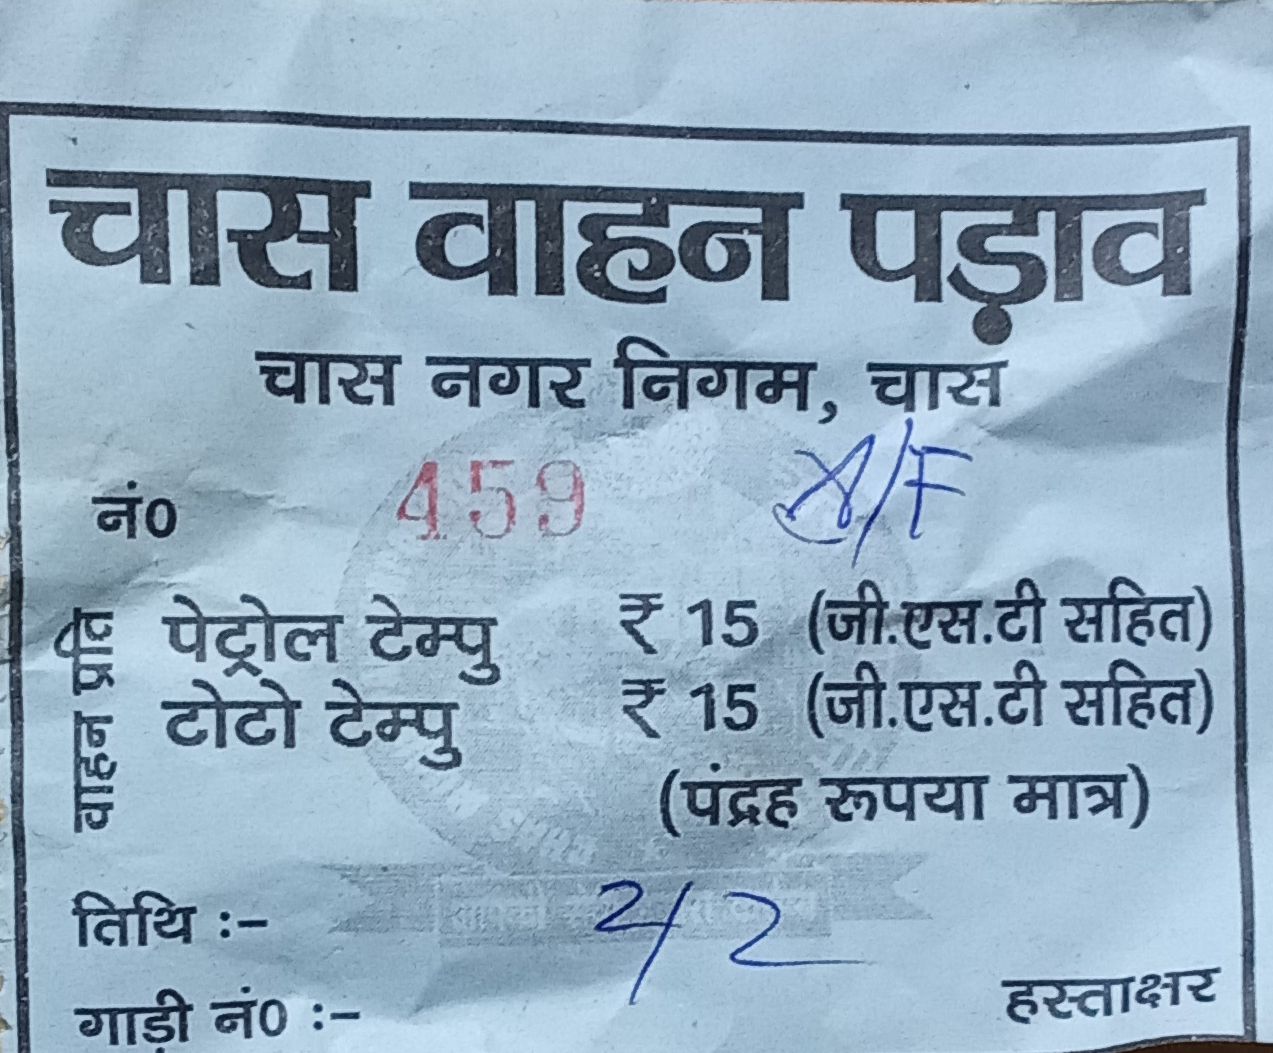 चास वाहन पड़ाव
चास नगर निगम, चास
नं0 459 A/F
वाहन प्रति
पेट्रोल टेम्पु ₹ 15 (जी.एस.टी सहित)
टोटो टेम्पु ₹ 15 (जी.एस.टी सहित)
(पंद्रह रूपया मात्र)
तिथि :- 2/2
गाड़ी नं0 :-
हस्ताक्षर